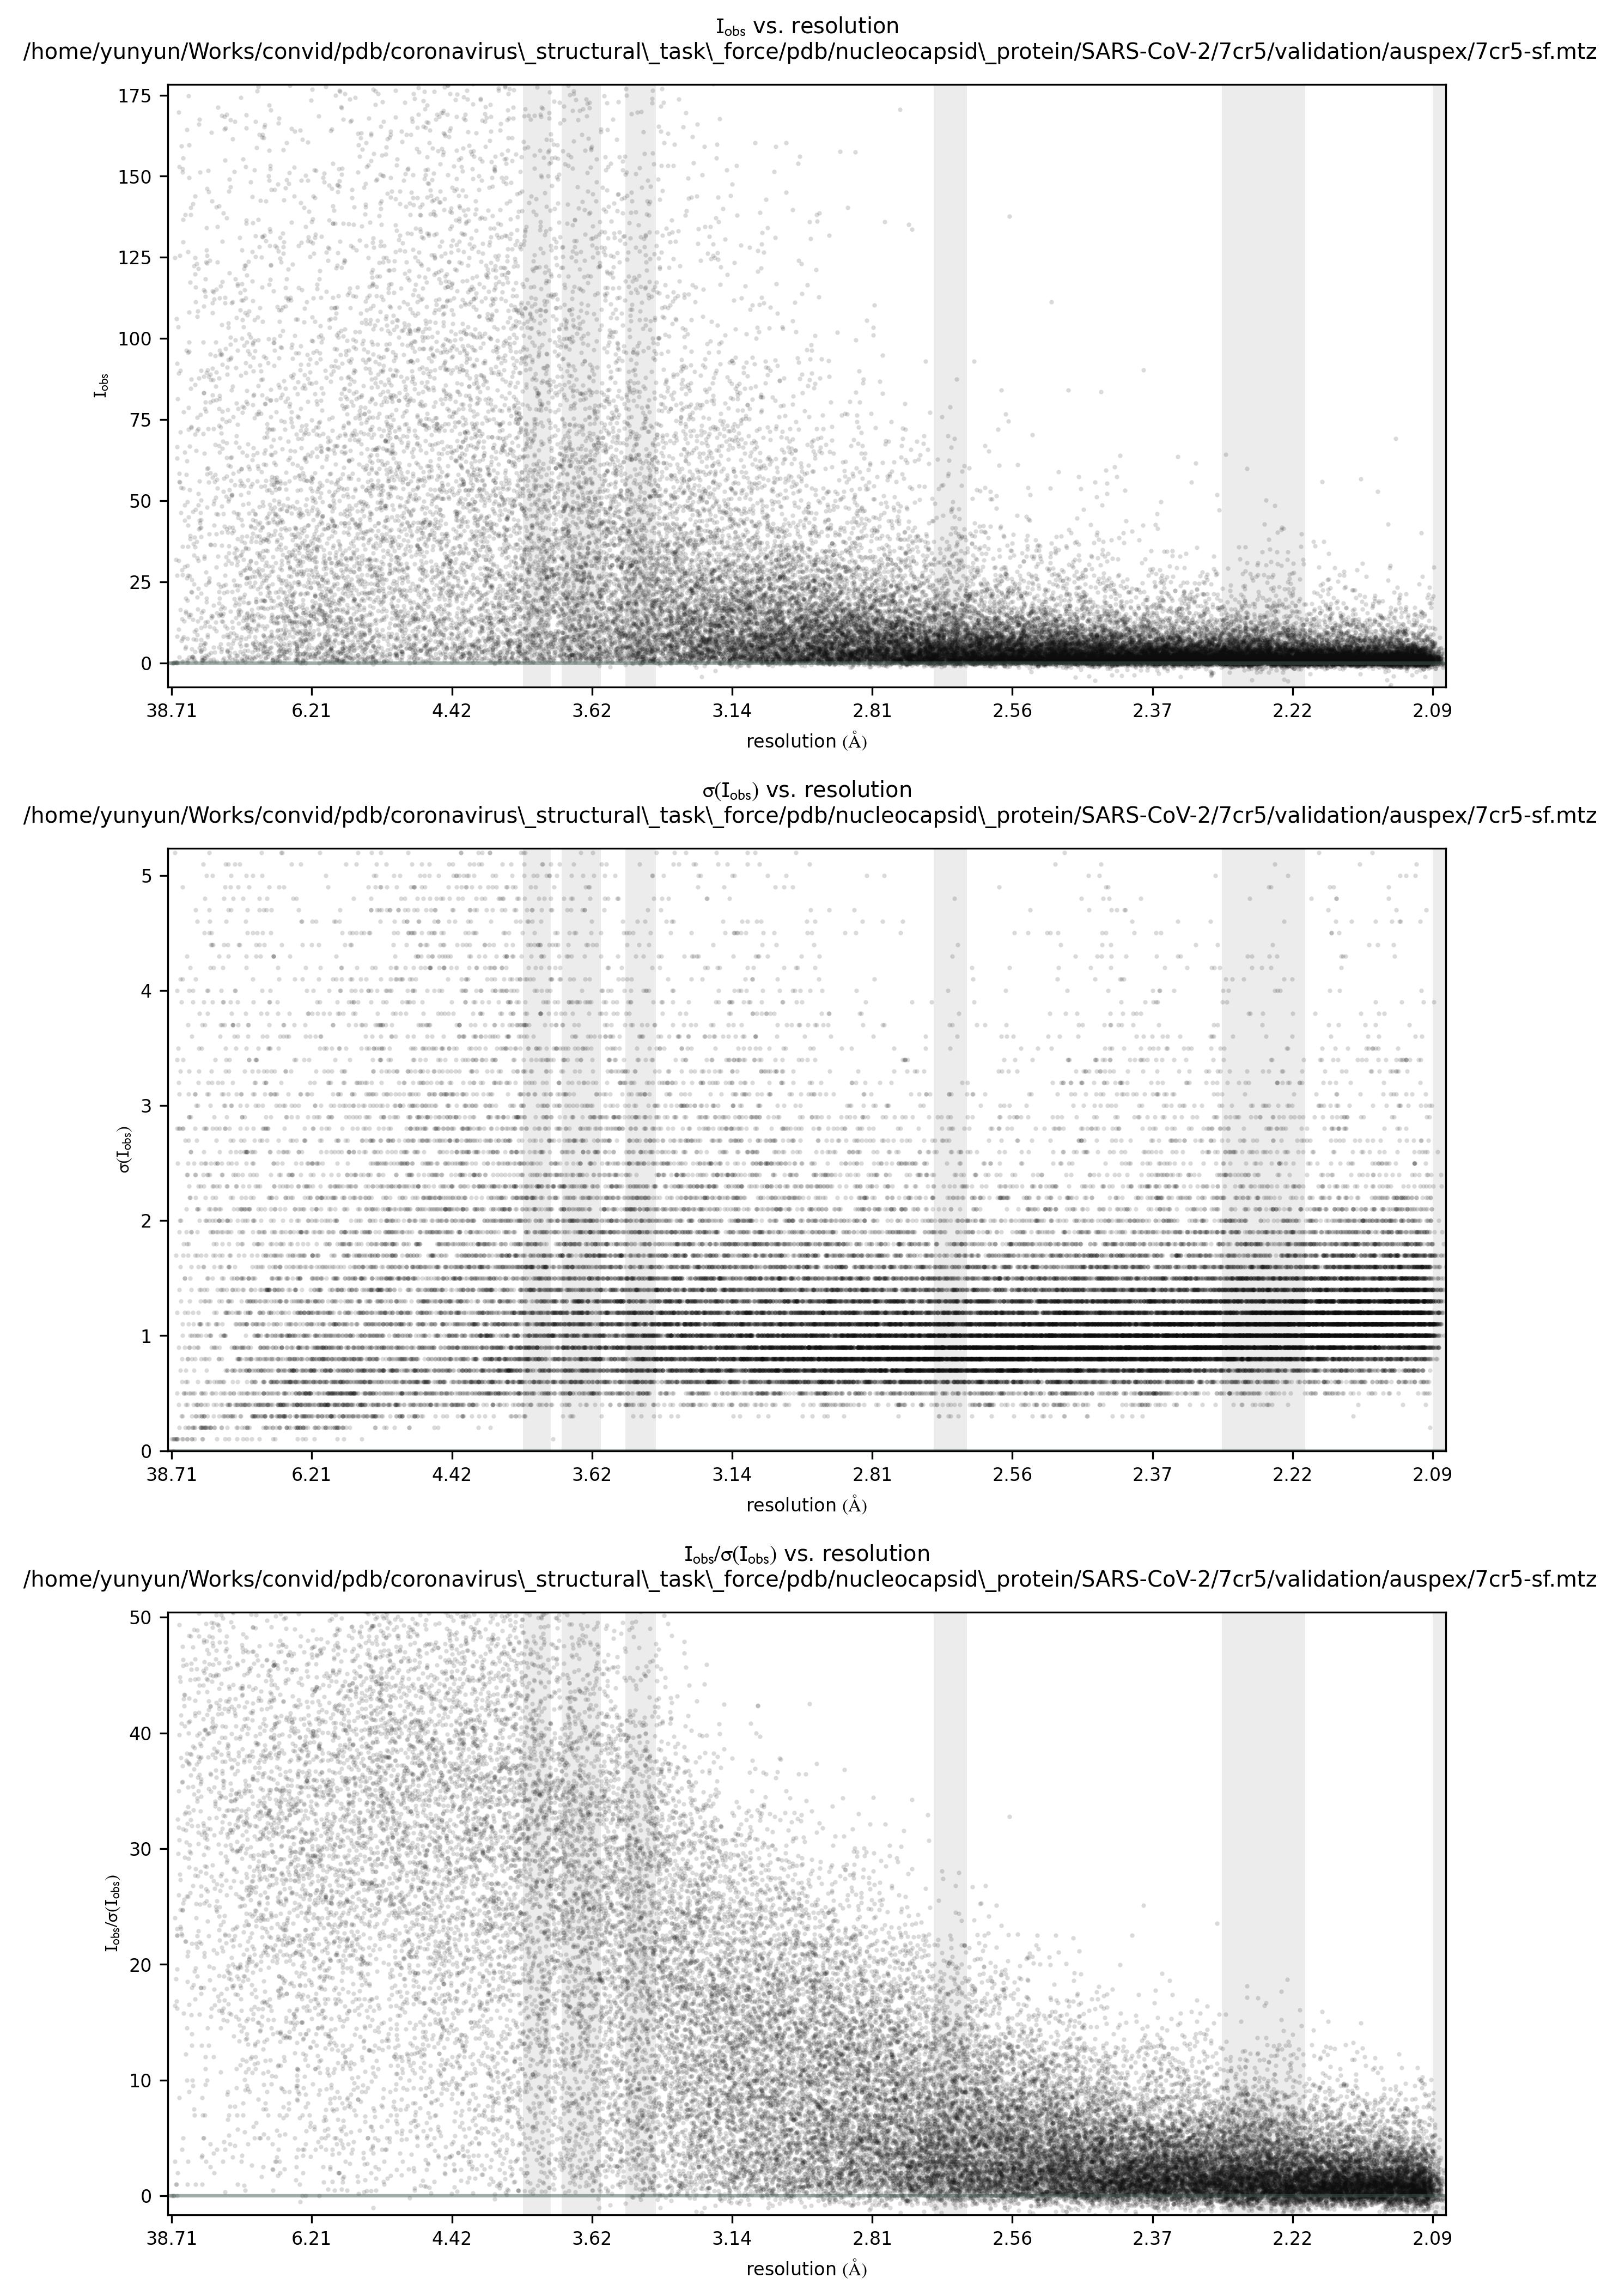 I_obs vs. resolution
/home/yunyun/Works/convid/pdb/coronavirus\_structural\_task\_force/pdb/nucleocapsid\_protein/SARS-CoV-2/7cr5/validation/auspex/7cr5-sf.mtz
175
150
125
100
75
50
25
0
I_obs
38.71 6.21 4.42 3.62 3.14 2.81 2.56 2.37 2.22 2.09
resolution (Å)
σ(I_obs) vs. resolution
/home/yunyun/Works/convid/pdb/coronavirus\_structural\_task\_force/pdb/nucleocapsid\_protein/SARS-CoV-2/7cr5/validation/auspex/7cr5-sf.mtz
5
4
3
2
1
0
σ(I_obs)
38.71 6.21 4.42 3.62 3.14 2.81 2.56 2.37 2.22 2.09
resolution (Å)
I_obs/σ(I_obs) vs. resolution
/home/yunyun/Works/convid/pdb/coronavirus\_structural\_task\_force/pdb/nucleocapsid\_protein/SARS-CoV-2/7cr5/validation/auspex/7cr5-sf.mtz
50
40
30
20
10
0
I_obs/σ(I_obs)
38.71 6.21 4.42 3.62 3.14 2.81 2.56 2.37 2.22 2.09
resolution (Å)